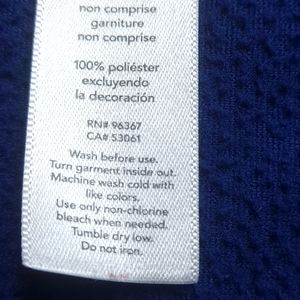 non comprise
garniture
non comprise
100% poliéster
excluyendo
la decoración
RN# 96367
CA# 53061
Wash before use.
Turn garment inside out.
Machine wash cold with
like colors.
Use only non-chlorine
bleach when needed.
Tumble dry low.
Do not iron.